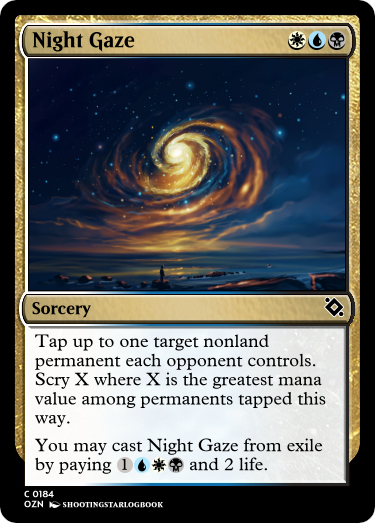 Night Gaze
Sorcery
Tap up to one target nonland
permanent each opponent controls.
Scry X where X is the greatest mana
value among permanents tapped this
way.
You may cast Night Gaze from exile
by paying 1 and 2 life.
C 0184
OZN SHOOTINGSTARLOGBOOK